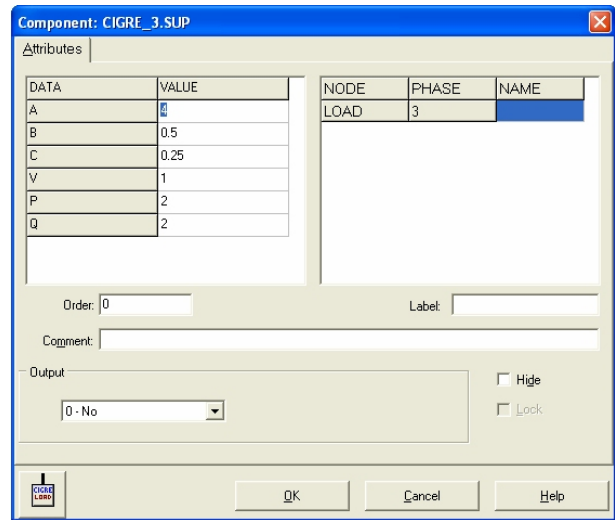 Component: CIGRE_3.SUP
Attributes
DATA VALUE
A 4
B 0.5
C 0.25
V 1
P 2
Q 2
NODE PHASE NAME
LOAD 3
Order: 0
Label:
Comment:
Output
0 - No
Hide
Lock
CIGRE
LOAD
OK
Cancel
Help